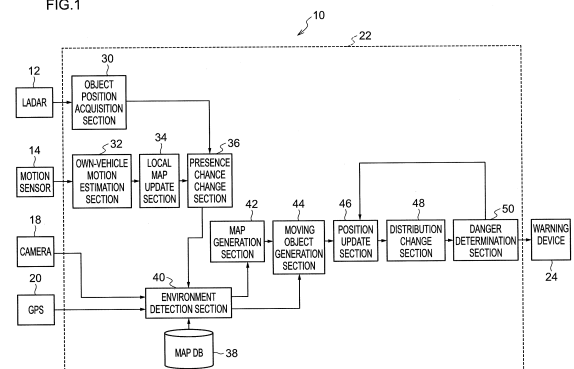 FIG.1
10
22
12
LADAR
30
OBJECT
POSITION
ACQUISITION
SECTION
14
MOTION
SENSOR
32
OWN-VEHICLE
MOTION
ESTIMATION
SECTION
34
LOCAL
MAP
UPDATE
SECTION
36
PRESENCE
CHANCE
CHANGE
SECTION
18
CAMERA
20
GPS
40
ENVIRONMENT
DETECTION SECTION
MAP DB
38
42
MAP
GENERATION
SECTION
44
MOVING
OBJECT
GENERATION
SECTION
46
POSITION
UPDATE
SECTION
48
DISTRIBUTION
CHANGE
SECTION
50
DANGER
DETERMINATION
SECTION
WARNING
DEVICE
24